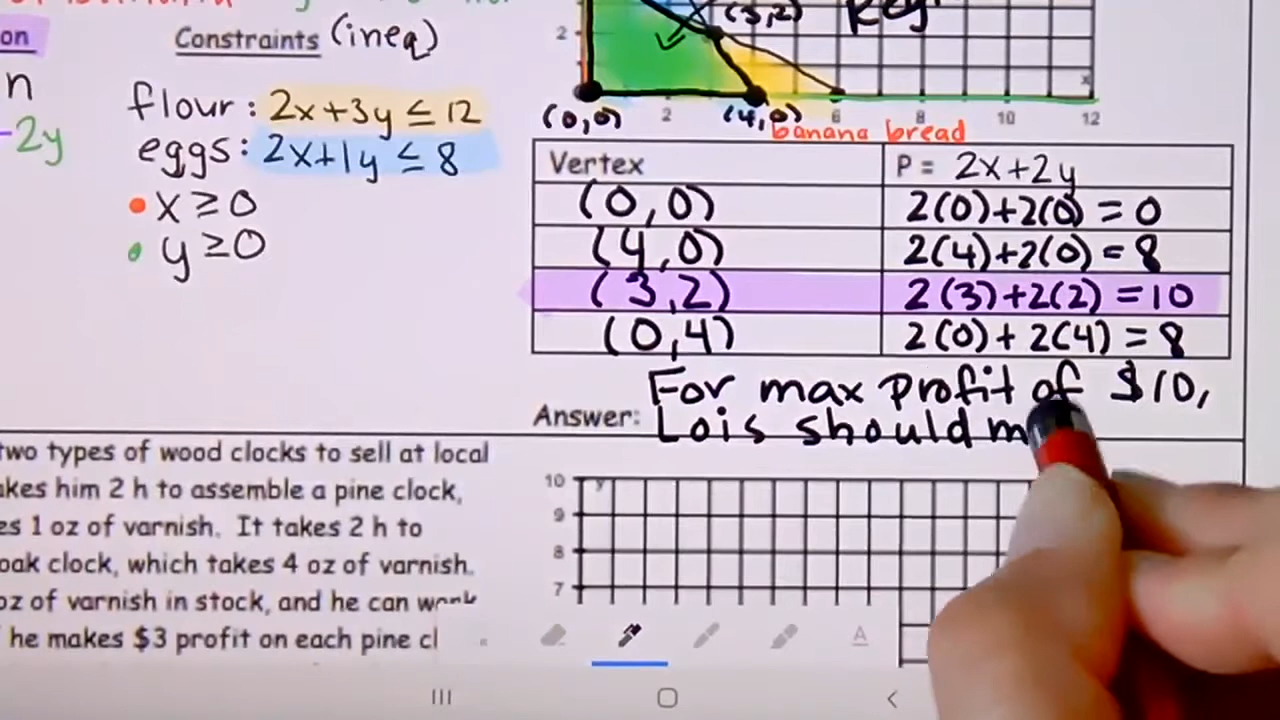 on
Constraints (ineq)
n
-2y
flour: 2x+3y ≤ 12
eggs: 2x+1y ≤ 8
x ≥ 0
y ≥ 0
(3,2)
2
x
(0,0)
2
(4,0)
6
8
10
12
banana bread
Vertex
P = 2x+2y
(0,0)
2(0)+2(0) = 0
(4,0)
2(4)+2(0) = 8
(3,2)
2(3)+2(2) = 10
(0,4)
2(0)+2(4) = 8
For max profit of $10,
Answer: Lois should m
two types of wood clocks to sell at local
akes him 2 h to assemble a pine clock,
es 1 oz of varnish. It takes 2 h to
oak clock, which takes 4 oz of varnish.
oz of varnish in stock, and he can work
he makes $3 profit on each pine cl
10
y
9
8
7
A